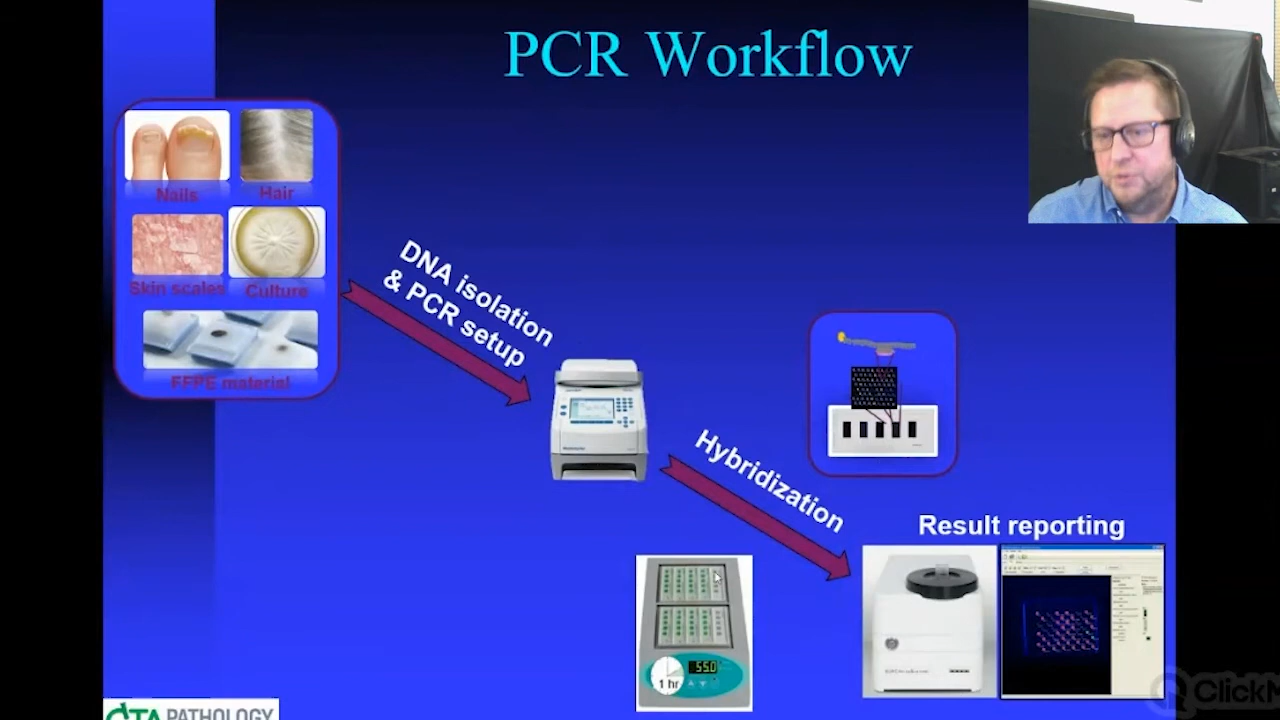 PCR Workflow
Nails
Hair
Skin scales
Culture
FFPE material
DNA isolation
& PCR setup
Hybridization
Result reporting
55.0
1 hr
PATHOLOGY